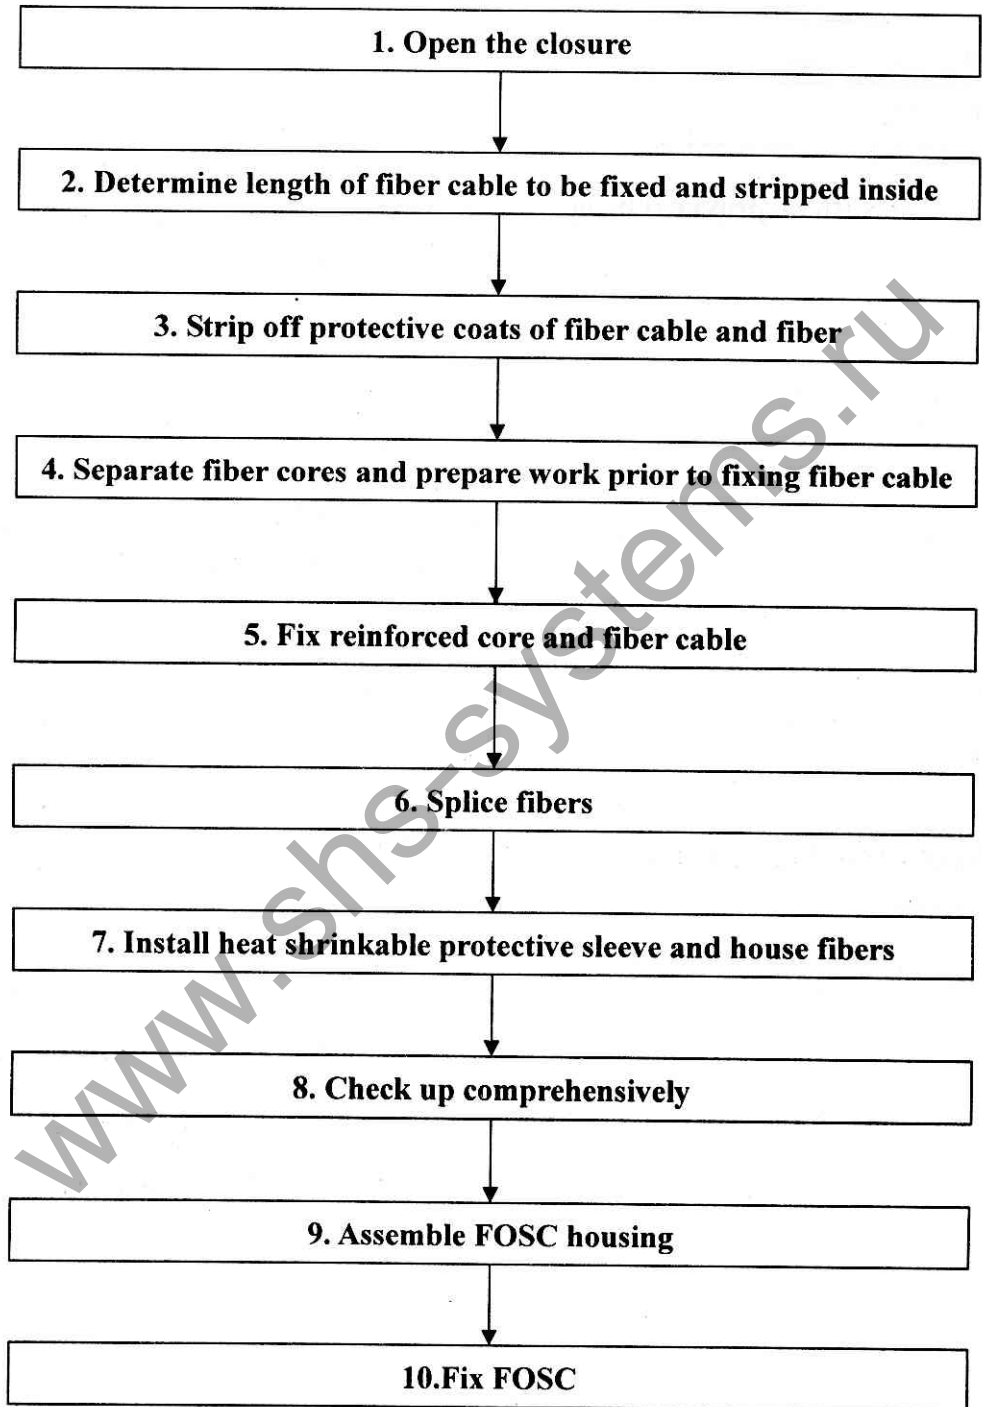 1. Open the closure
2. Determine length of fiber cable to be fixed and stripped inside
3. Strip off protective coats of fiber cable and fiber
4. Separate fiber cores and prepare work prior to fixing fiber cable
5. Fix reinforced core and fiber cable
6. Splice fibers
7. Install heat shrinkable protective sleeve and house fibers
8. Check up comprehensively
9. Assemble FOSC housing
10.Fix FOSC
www.shs-systems.ru